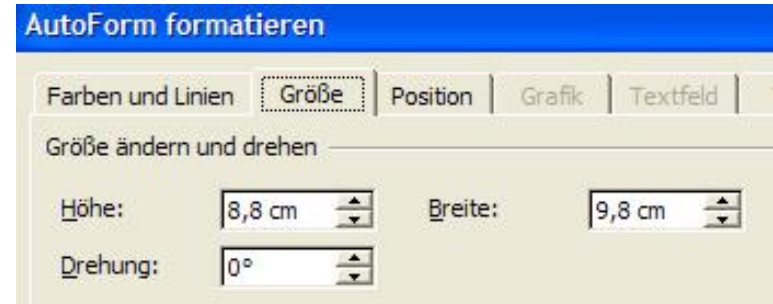 AutoForm formatieren
Farben und Linien Größe Position Grafik Textfeld
Größe ändern und drehen
Höhe: 8,8 cm Breite: 9,8 cm
Drehung: 0°